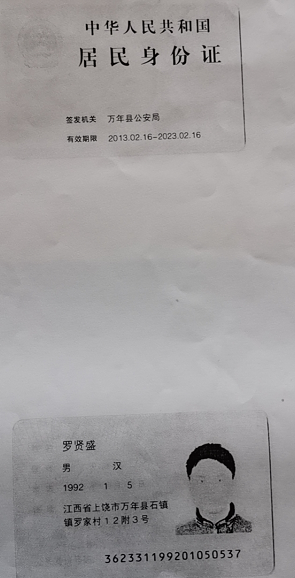 中华人民共和国
居民身份证
签发机关 万年县公安局
有效期限 2013.02.16-2023.02.16
罗贤盛
男 汉
1992 1 5
江西省上饶市万年县石镇
镇罗家村12附3号
362331199201050537